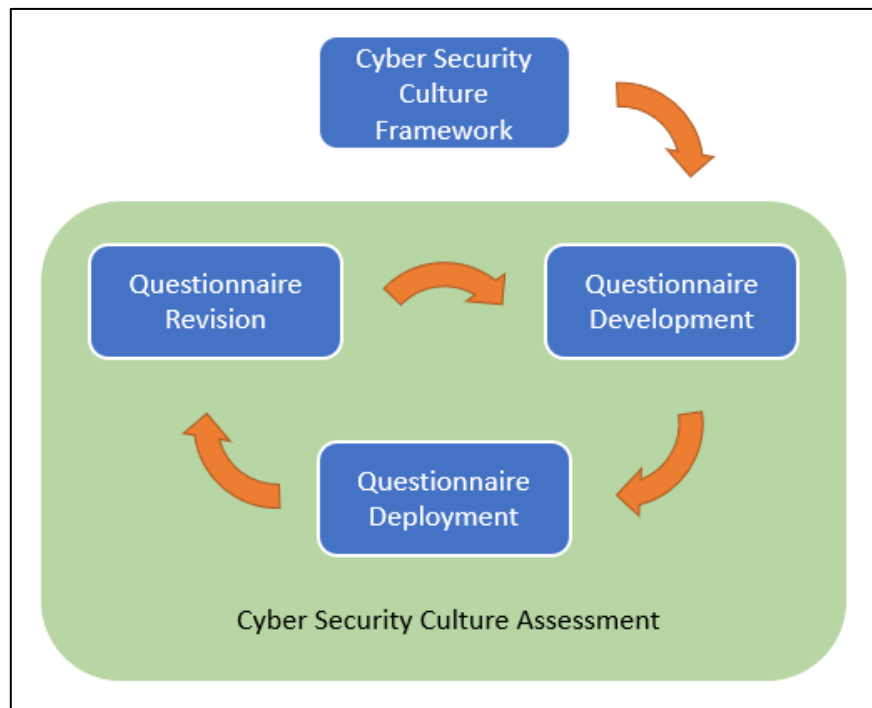 Cyber Security
Culture
Framework
Questionnaire
Revision
Questionnaire
Development
Questionnaire
Deployment
Cyber Security Culture Assessment